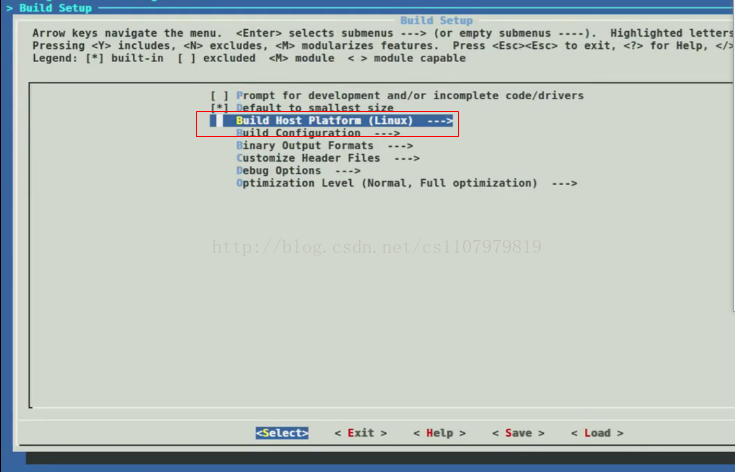 > Build Setup
Build Setup
Arrow keys navigate the menu. <Enter> selects submenus ---> (or empty submenus ----). Highlighted letters
Pressing <Y> includes, <N> excludes, <M> modularizes features. Press <Esc><Esc> to exit, <?> for Help, </>
Legend: [*] built-in [ ] excluded <M> module < > module capable
[ ] Prompt for development and/or incomplete code/drivers
[*] Default to smallest size
Build Host Platform (Linux) --->
Build Configuration --->
Binary Output Formats --->
Customize Header Files --->
Debug Options --->
Optimization Level (Normal, Full optimization) --->
http://blog.csdn.net/cs1107979819
<Select> < Exit > < Help > < Save > < Load >